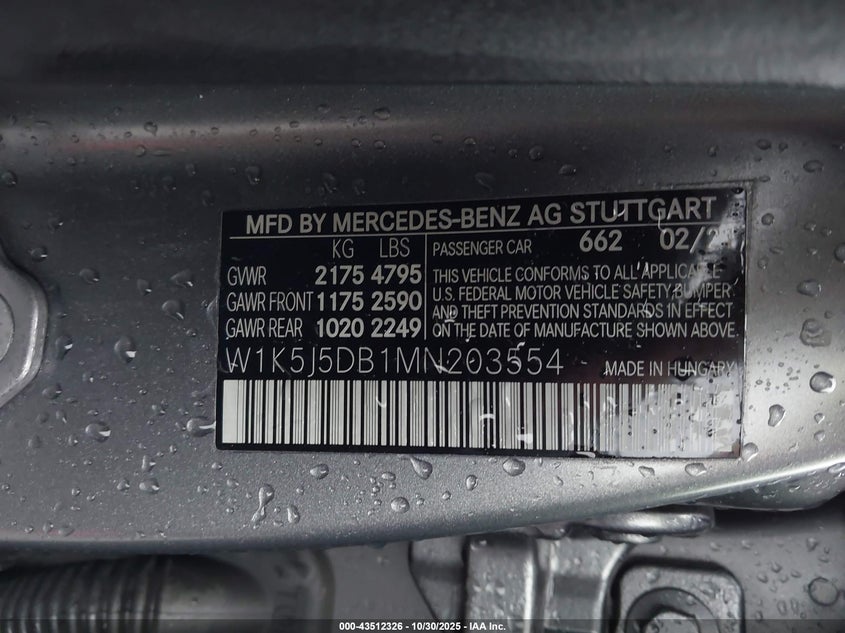 MFD BY MERCEDES-BENZ AG STUTTGART
KG LBS PASSENGER CAR 662 02/2
GVWR 2175 4795
GAWR FRONT 1175 2590
GAWR REAR 1020 2249
THIS VEHICLE CONFORMS TO ALL APPLICABLE
U.S. FEDERAL MOTOR VEHICLE SAFETY, BUMPER
AND THEFT PREVENTION STANDARDS IN EFFECT
ON THE DATE OF MANUFACTURE SHOWN ABOVE.
W1K5J5DB1MN203554 MADE IN HUNGARY
000-43512326 - 10/30/2025 - IAA Inc.